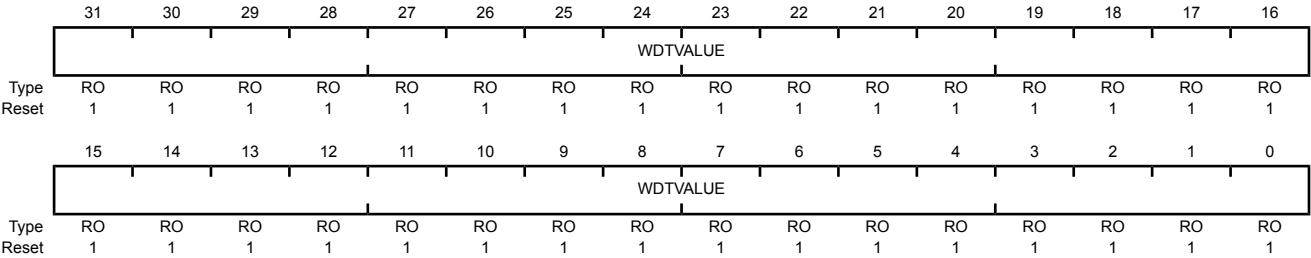 31 30 29 28 27 26 25 24 23 22 21 20 19 18 17 16
WDTVALUE
Type RO RO RO RO RO RO RO RO RO RO RO RO RO RO RO RO
Reset 1 1 1 1 1 1 1 1 1 1 1 1 1 1 1 1
15 14 13 12 11 10 9 8 7 6 5 4 3 2 1 0
WDTVALUE
Type RO RO RO RO RO RO RO RO RO RO RO RO RO RO RO RO
Reset 1 1 1 1 1 1 1 1 1 1 1 1 1 1 1 1